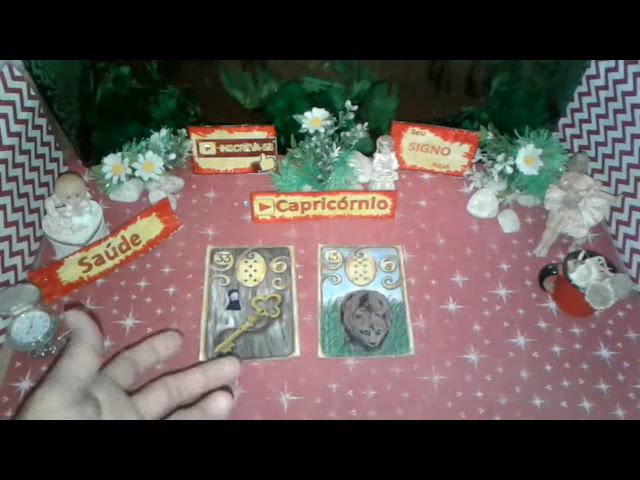 INSCREVA-SE
Seu
SIGNO
Aqui
Capricórnio
Saúde
33
15